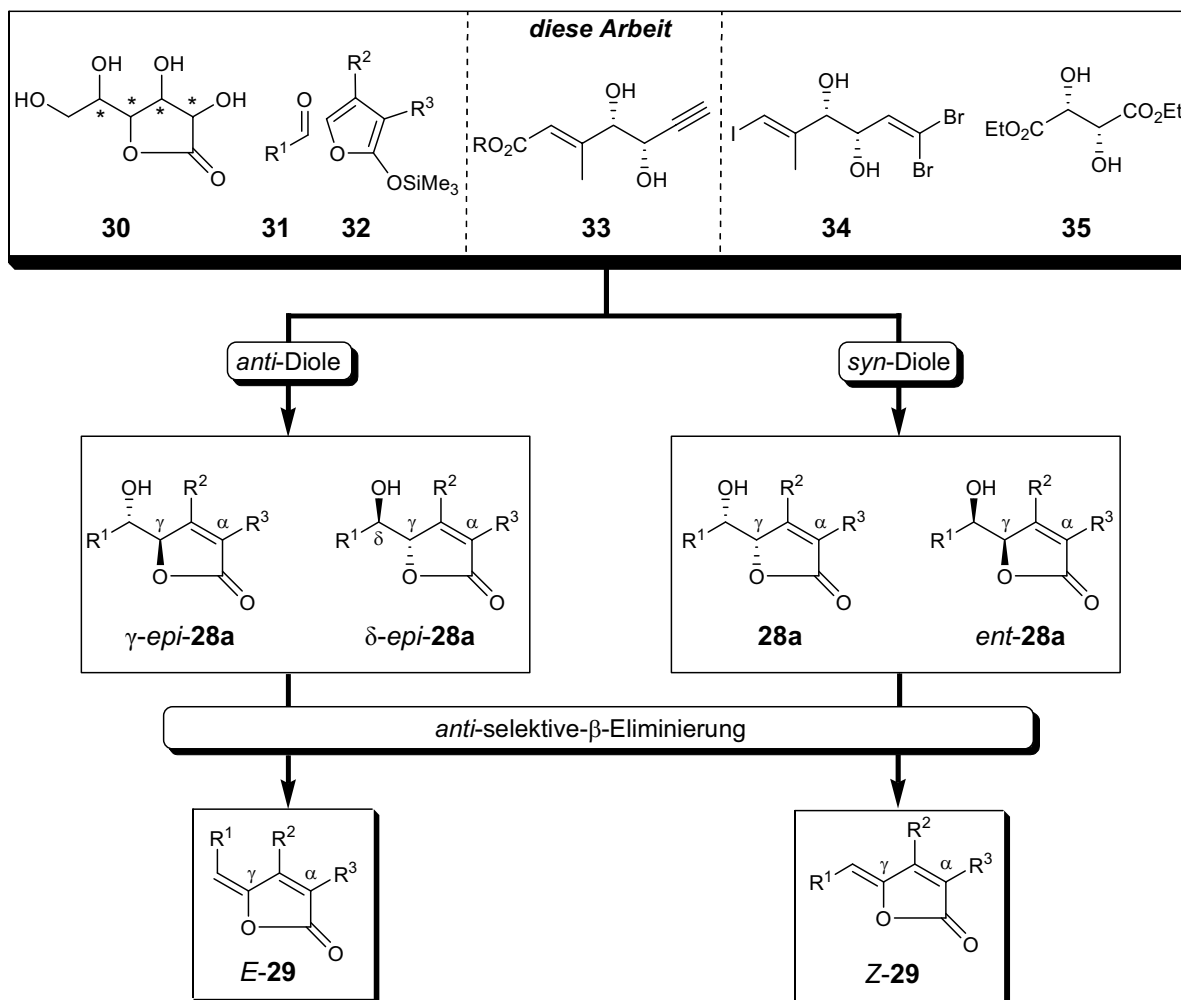 diese Arbeit
OH OH R² O R³ OH OH
HO OH
* * * *
O O R¹ O OSiMe₃ RO₂C OH I OH Br Br EtO₂C CO₂Et OH
30 31 32 33 34 35
anti-Diole syn-Diole
OH R² OH R² OH R² OH R²
R¹ γ α R³ R¹ δ γ α R³ R¹ γ α R³ R¹ γ α R³
O O O O O O O O
γ-epi-28a δ-epi-28a 28a ent-28a
anti-selektive-β-Eliminierung
R¹ R² R²
γ α R³ R¹ γ α R³
O O O O
E-29 Z-29